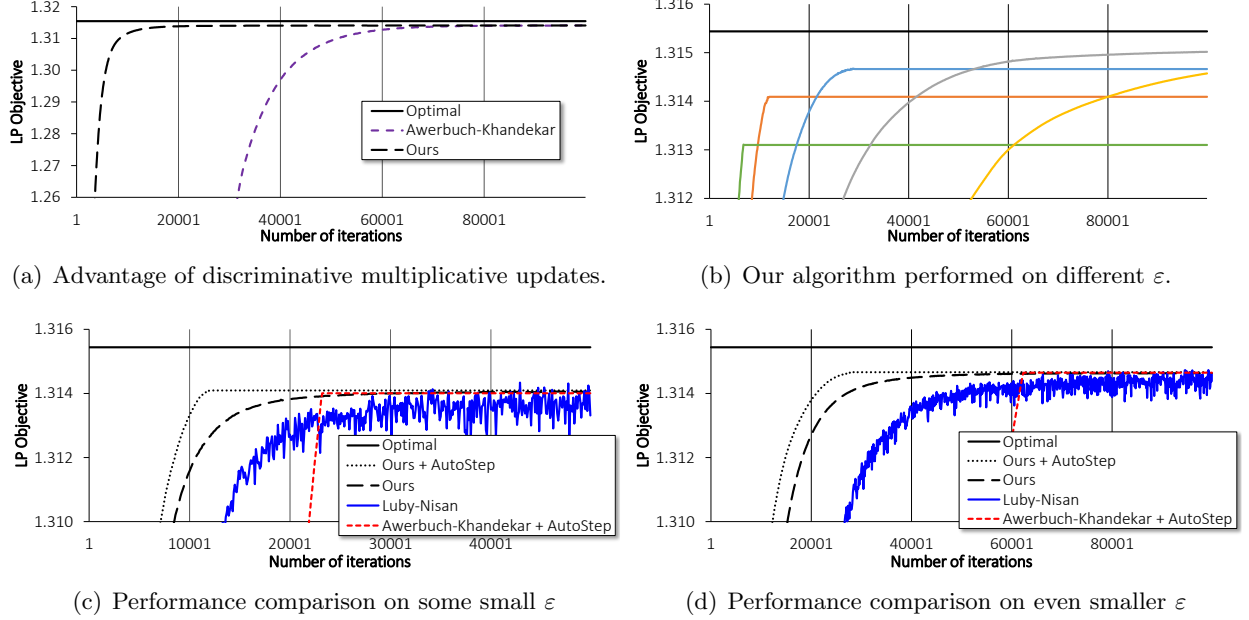 1.32
1.31
1.30
1.29
1.28
1.27
1.26
LP Objective
1
20001
40001
60001
80001
Number of iterations
Optimal
Awerbuch-Khandekar
Ours
(a) Advantage of discriminative multiplicative updates.
1.316
1.315
1.314
1.313
1.312
LP Objective
1
20001
40001
60001
80001
Number of iterations
(b) Our algorithm performed on different ε.
1.316
1.314
1.312
1.310
LP Objective
1
10001
20001
30001
40001
Number of iterations
Optimal
Ours + AutoStep
Ours
Luby-Nisan
Awerbuch-Khandekar + AutoStep
(c) Performance comparison on some small ε
1.316
1.314
1.312
1.310
LP Objective
1
20001
40001
60001
80001
Number of iterations
Optimal
Ours + AutoStep
Ours
Luby-Nisan
Awerbuch-Khandekar + AutoStep
(d) Performance comparison on even smaller ε